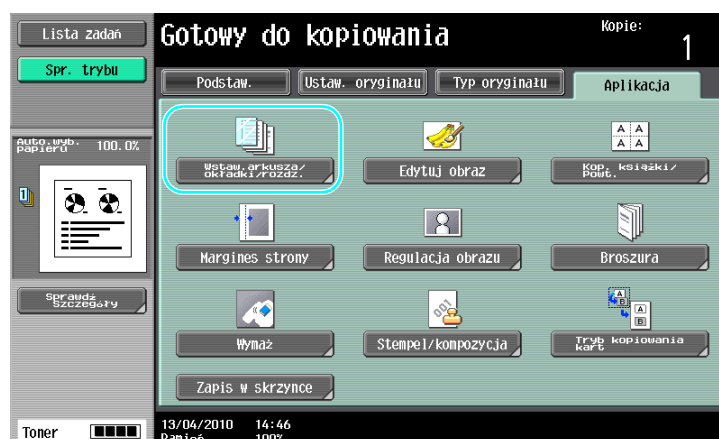 Lista zadań
Gotowy do kopiowania
Kopie:
1
Spr. trybu
Podstaw.
Ustaw. oryginału
Typ oryginału
Aplikacja
Auto.wyb.
papieru
100.0%
Wstaw.arkusza/
okładki/rozdz.
Edytuj obraz
Kop. książki/
Powt.
Margines strony
Regulacja obrazu
Broszura
Sprawdź
Szczegóły
Wymaż
Stempel/kompozycja
Tryb kopiowania
kart
Zapis w skrzynce
Toner
13/04/2010 14:46
Pamięć 100%